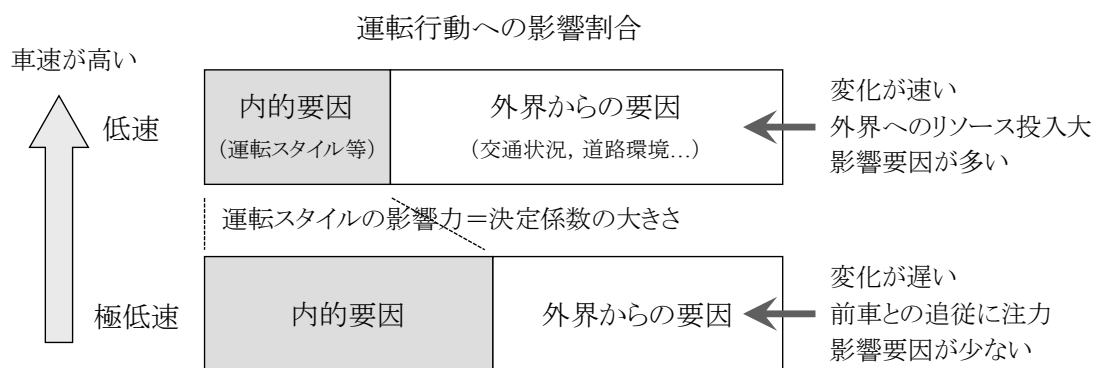 運転行動への影響割合
車速が高い
低速
内的要因
(運転スタイル等)
外界からの要因
(交通状況, 道路環境…)
変化が速い
外界へのリソース投入大
影響要因が多い
運転スタイルの影響力＝決定係数の大きさ
極低速
内的要因
外界からの要因
変化が遅い
前車との追従に注力
影響要因が少ない